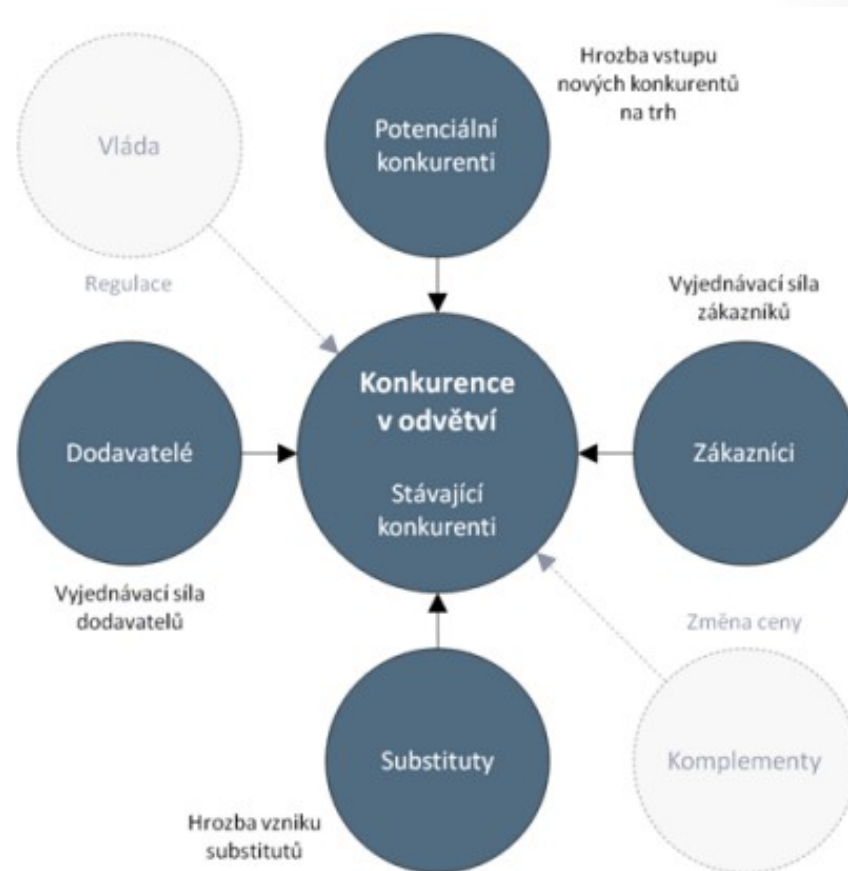 Hrozba vstupu
nových konkurentů
na trh
Vláda
Potenciální
konkurenti
Regulace
Vyjednávací síla
zákazníků
Konkurence
v odvětví
Dodavatelé
Zákazníci
Stávající
konkurenti
Vyjednávací síla
dodavatelů
Změna ceny
Substituty
Komplementy
Hrozba vzniku
substitutů